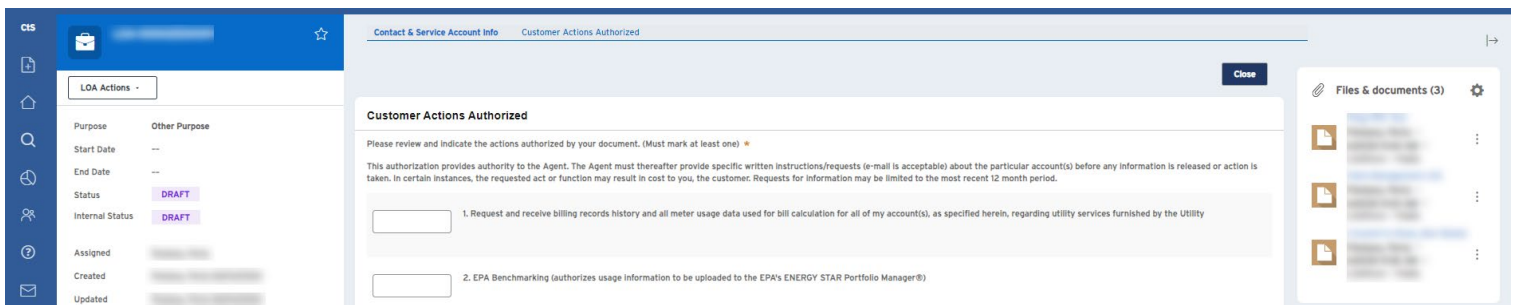 CtS
LOA Actions
Purpose Other Purpose
Start Date ---
End Date ---
Status DRAFT
Internal Status DRAFT
Assigned
Created
Updated
Contact & Service Account Info Customer Actions Authorized
Close
Customer Actions Authorized
Please review and indicate the actions authorized by your document. (Must mark at least one) *
This authorization provides authority to the Agent. The Agent must thereafter provide specific written instructions/requests (e-mail is acceptable) about the particular account(s) before any information is released or action is
taken. In certain instances, the requested act or function may result in cost to you, the customer. Requests for information may be limited to the most recent 12 month period.
1. Request and receive billing records history and all meter usage data used for bill calculation for all of my account(s), as specified herein, regarding utility services furnished by the Utility
2. EPA Benchmarking (authorizes usage information to be uploaded to the EPA's ENERGY STAR Portfolio Manager®)
Files & documents (3)